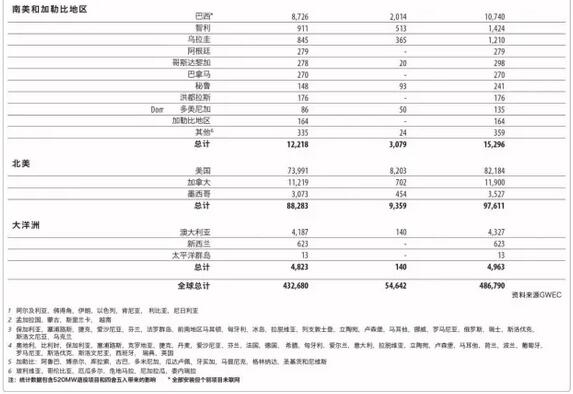 南美和加勒比地区
巴西* 8,726 2,014 10,740
智利 911 513 1,424
乌拉圭 845 365 1,210
阿根廷 279 - 279
哥斯达黎加 278 20 298
巴拿马 270 - 270
秘鲁 148 93 241
洪都拉斯 176 - 176
Dom 多美尼加 86 50 135
加勒比地区 164 - 164
其他6 335 24 359
总计 12,218 3,079 15,296
北美
美国 73,991 8,203 82,184
加拿大 11,219 702 11,900
墨西哥 3,073 454 3,527
总计 88,283 9,359 97,611
大洋洲
澳大利亚 4,187 140 4,327
新西兰 623 - 623
太平洋群岛 13 - 13
总计 4,823 140 4,963
全球总计 432,680 54,642 486,790
资料来源GWEC
1 阿尔及利亚, 佛得角, 伊朗, 以色列, 肯尼亚, 利比亚, 尼日利亚
2 孟加拉国, 蒙古, 斯里兰卡, 越南
3 保加利亚, 塞浦路斯, 捷克, 爱沙尼亚, 芬兰, 法罗群岛, 前南地区马其顿, 匈牙利, 冰岛, 拉脱维亚, 列支敦士登, 立陶宛, 卢森堡, 马耳他, 挪威, 罗马尼亚, 俄罗斯, 瑞士, 斯洛伐克,
斯洛文尼亚, 乌克兰
4 奥地利, 比利时, 保加利亚, 塞浦路斯, 克罗地亚, 捷克, 丹麦, 爱沙尼亚, 芬兰, 法国, 德国, 希腊, 匈牙利, 爱尔兰, 意大利, 拉脱维亚, 立陶宛, 卢森堡, 马耳他, 荷兰, 波兰, 葡萄牙,
罗马尼亚, 斯洛伐克, 斯洛文尼亚, 西班牙, 瑞典, 英国
5 加勒比: 阿鲁巴, 博奈尔, 库拉索, 古巴, 多米尼加, 瓜达卢佩, 牙买加, 马提尼克, 格林纳达, 圣基茨和尼维斯
6 玻利维亚, 哥伦比亚, 厄瓜多尔, 危地马拉, 尼加拉瓜, 委内瑞拉
注: 统计数据包含520MW退役项目和四舍五入带来的影响 * 全部安装但个别项目未联网